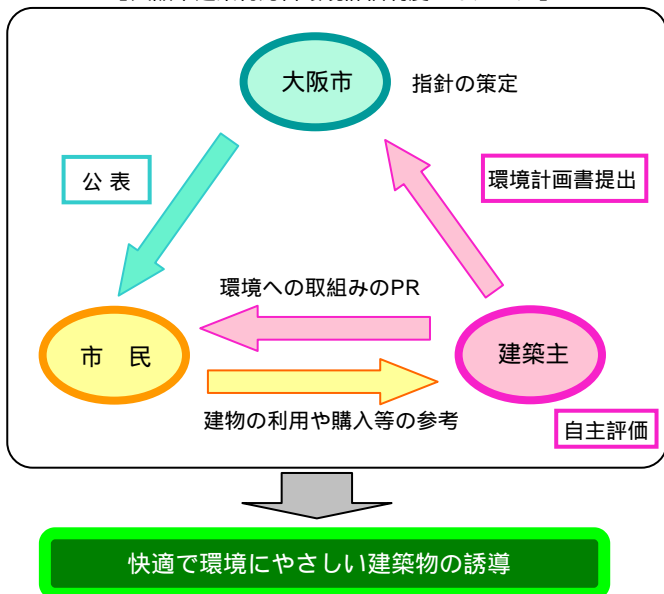 大阪市
指針の策定
公 表
環境計画書提出
環境への取組みのPR
市　民
建築主
建物の利用や購入等の参考
自主評価
快適で環境にやさしい建築物の誘導